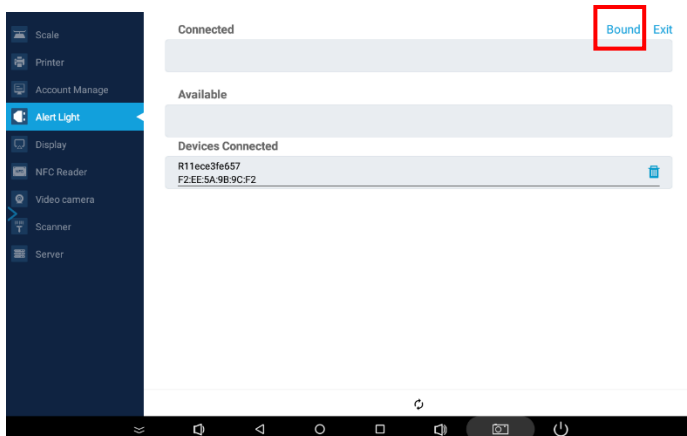 Scale
Printer
Account Manage
Alert Light
Display
NFC Reader
Video camera
Scanner
Server
Connected
Bound Exit
Available
Devices Connected
R11ece3fe657
F2:EE:5A:9B:9C:F2